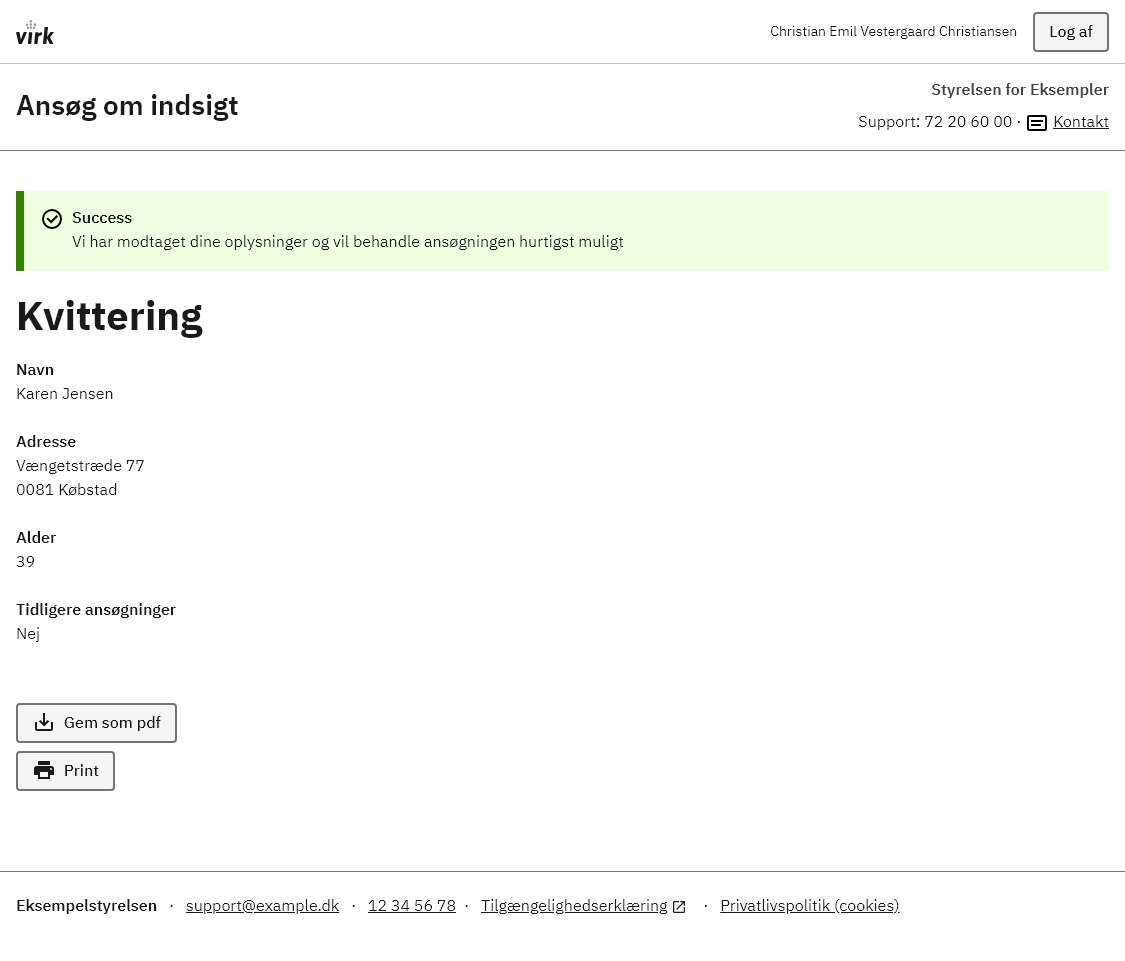 virk
Christian Emil Vestergaard Christiansen
Log af
Ansøg om indsigt
Styrelsen for Eksempler
Support: 72 20 60 00 · Kontakt
Success
Vi har modtaget dine oplysninger og vil behandle ansøgningen hurtigst muligt
Kvittering
Navn
Karen Jensen
Adresse
Vængetstræde 77
0081 Købstad
Alder
39
Tidligere ansøgninger
Nej
Gem som pdf
Print
Eksempelstyrelsen · support@example.dk · 12 34 56 78 · Tilgængelighedserklæring · Privatlivspolitik (cookies)